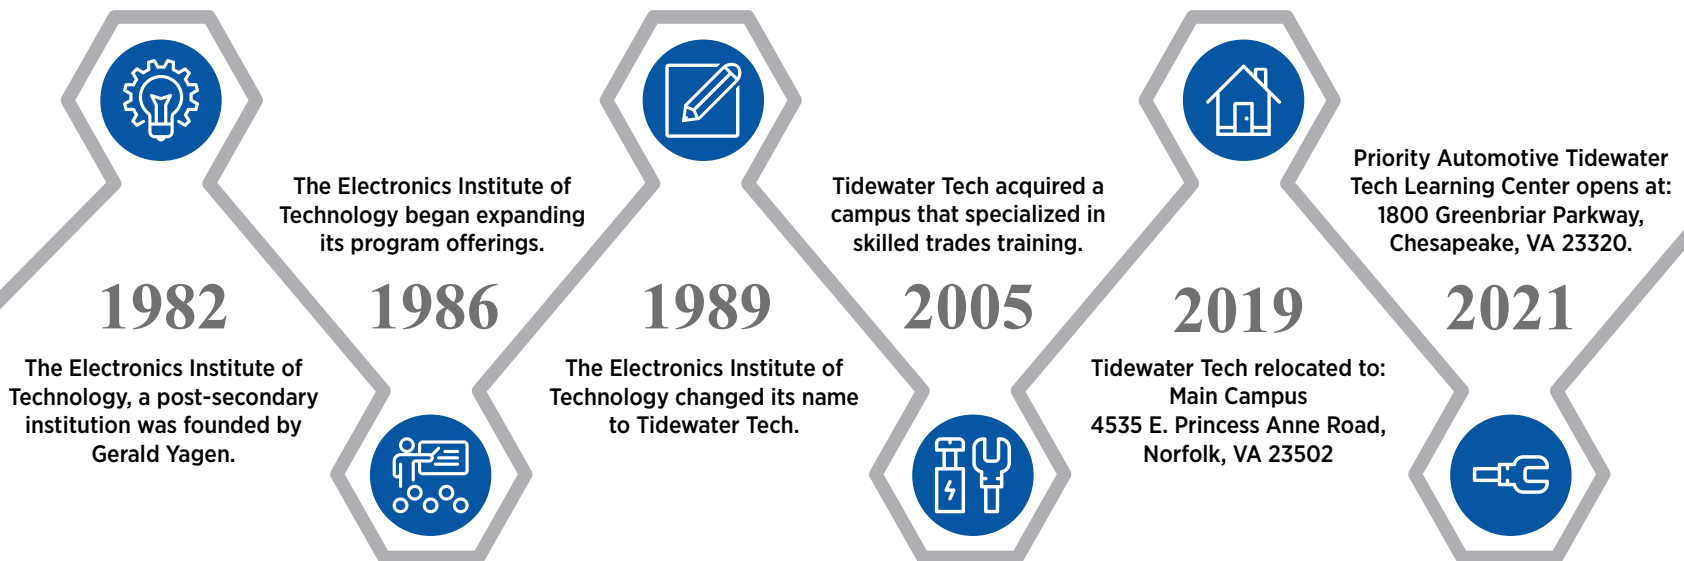 1982
The Electronics Institute of
Technology, a post-secondary
institution was founded by
Gerald Yagen.
The Electronics Institute of
Technology began expanding
its program offerings.
1986
1989
The Electronics Institute of
Technology changed its name
to Tidewater Tech.
Tidewater Tech acquired a
campus that specialized in
skilled trades training.
2005
2019
Tidewater Tech relocated to:
Main Campus
4535 E. Princess Anne Road,
Norfolk, VA 23502
Priority Automotive Tidewater
Tech Learning Center opens at:
1800 Greenbriar Parkway,
Chesapeake, VA 23320.
2021